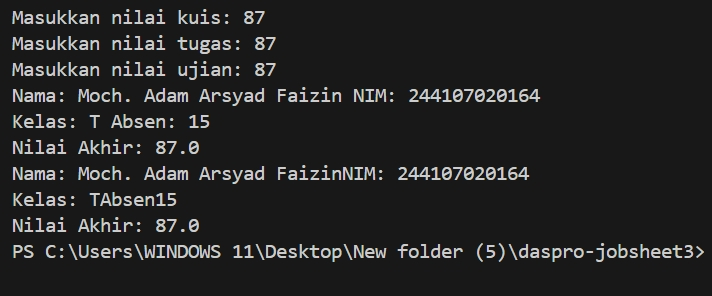 Masukkan nilai kuis: 87
Masukkan nilai tugas: 87
Masukkan nilai ujian: 87
Nama: Moch. Adam Arsyad Faizin NIM: 244107020164
Kelas: T Absen: 15
Nilai Akhir: 87.0
Nama: Moch. Adam Arsyad FaizinNIM: 244107020164
Kelas: TAbsen15
Nilai Akhir: 87.0
PS C:\Users\WINDOWS 11\Desktop\New folder (5)\daspro-jobsheet3>